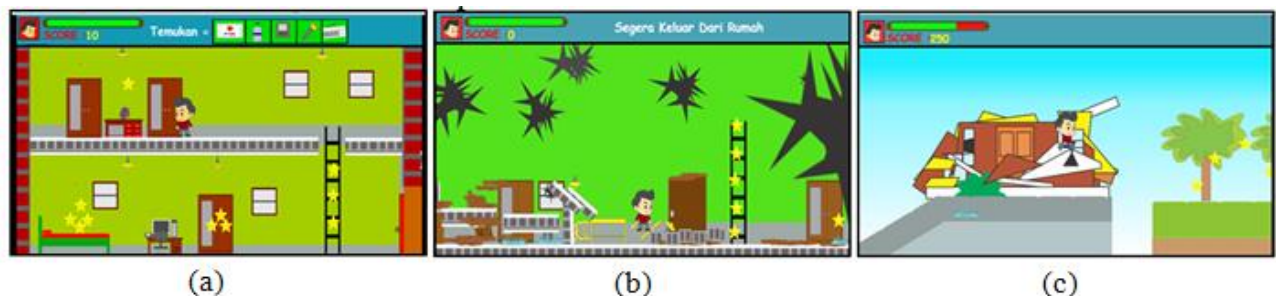 SCORE 10
Temukan =
SCORE 0
Segera Keluar Dari Rumah
SCORE 250
(a)
(b)
(c)